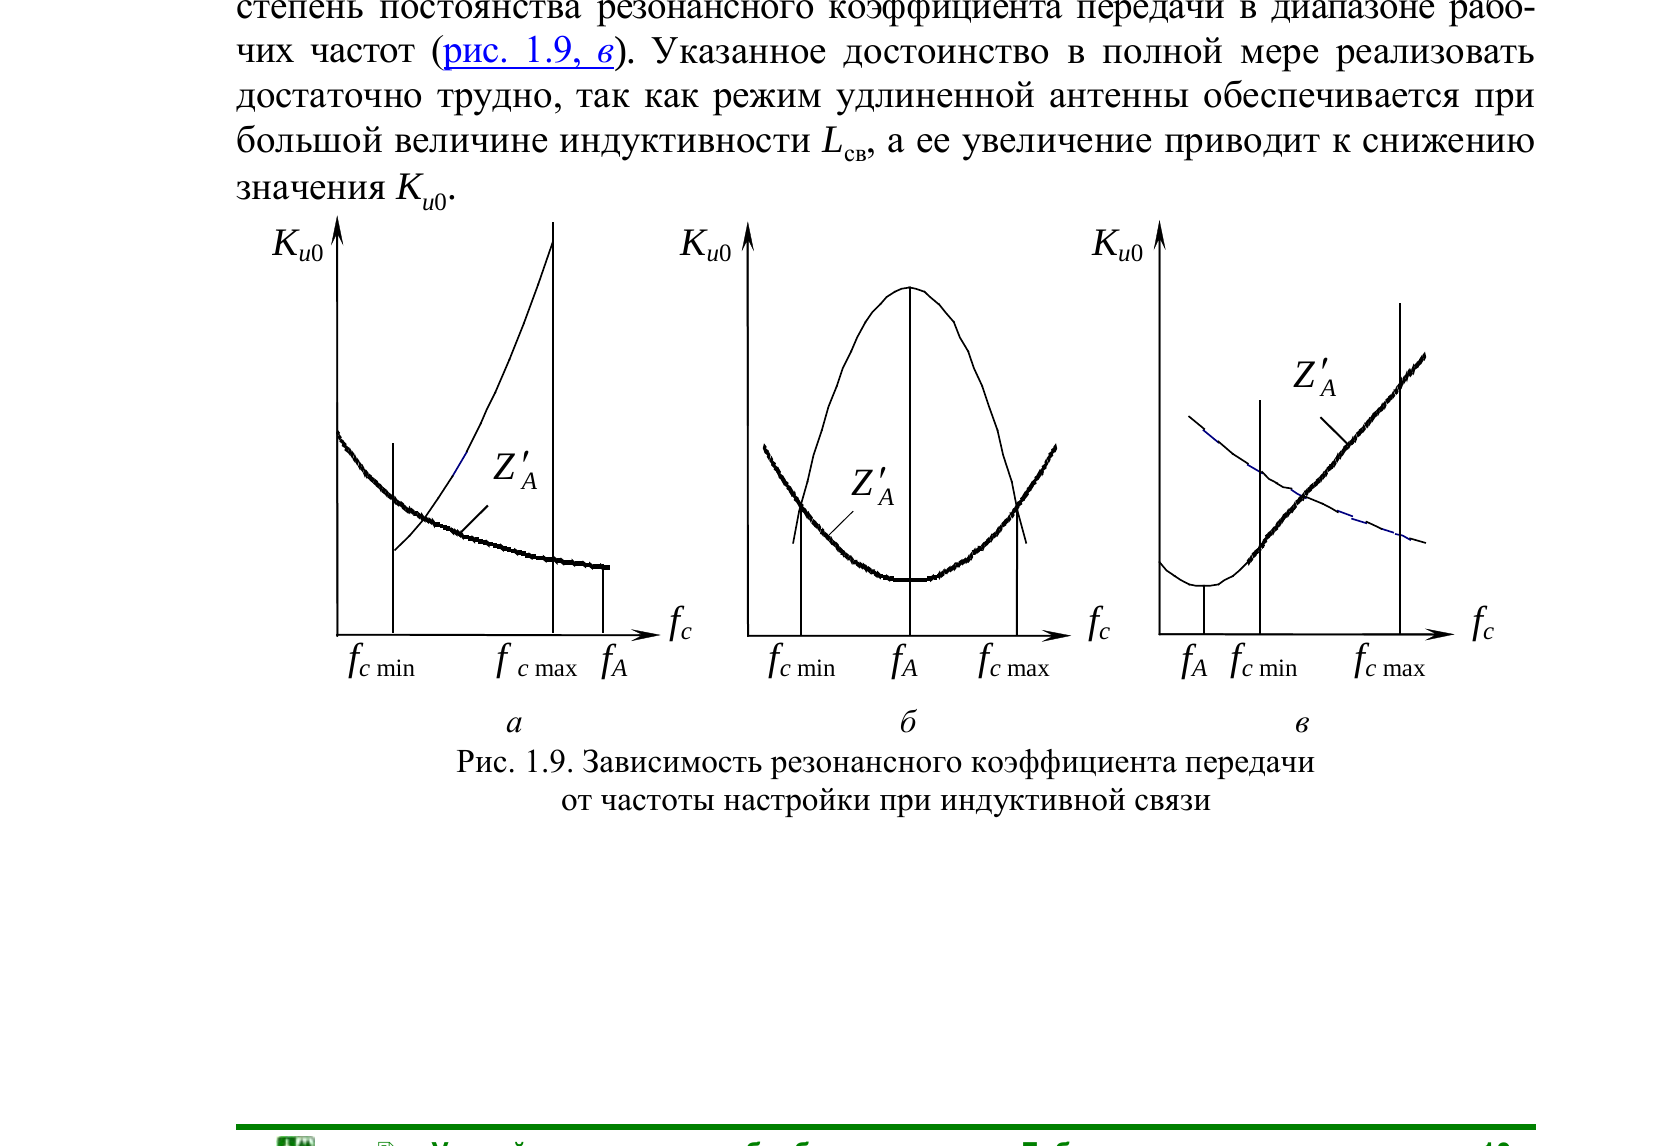 степень постоянства резонансного коэффициента передачи в диапазоне рабо-
чих частот (рис. 1.9, в). Указанное достоинство в полной мере реализовать
достаточно трудно, так как режим удлиненной антенны обеспечивается при
большой величине индуктивности Lсв, а ее увеличение приводит к снижению
значения Ku0.
Ku0 Ku0 Ku0
Z′A Z′A Z′A
fc fc fc
fc min f c max fA fc min fA fc max fA fc min fc max
а б в
Рис. 1.9. Зависимость резонансного коэффициента передачи
от частоты настройки при индуктивной связи